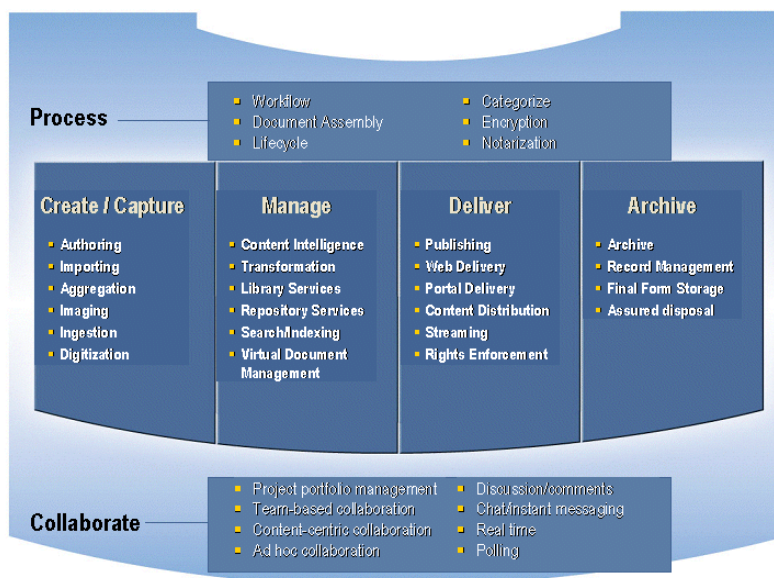 Process
Workflow
Document Assembly
Lifecycle
Categorize
Encryption
Notarization
Create / Capture
Authoring
Importing
Aggregation
Imaging
Ingestion
Digitization
Manage
Content Intelligence
Transformation
Library Services
Repository Services
Search/Indexing
Virtual Document
Management
Deliver
Publishing
Web Delivery
Portal Delivery
Content Distribution
Streaming
Rights Enforcement
Archive
Archive
Record Management
Final Form Storage
Assured disposal
Collaborate
Project portfolio management
Team-based collaboration
Content-centric collaboration
Ad hoc collaboration
Discussion/comments
Chat/Instant messaging
Real time
Polling